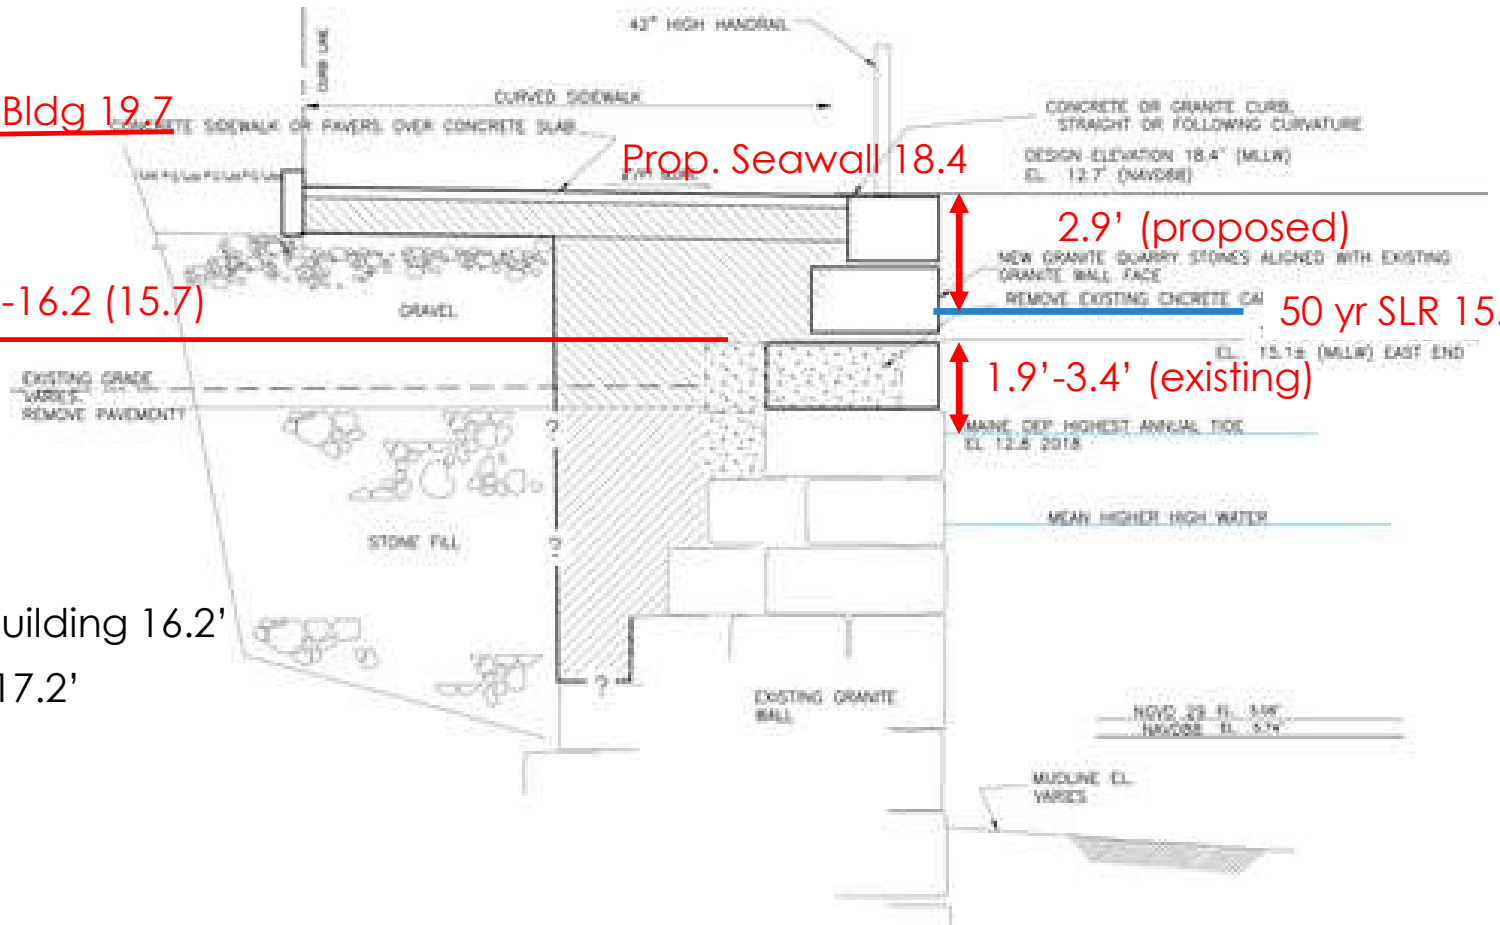 42" HIGH HANDRAIL
CURB LINE
CURVED SIDEWALK
Bldg 19.7
CONCRETE SIDEWALK OR PAVERS OVER CONCRETE SLAB
CONCRETE OR GRANITE CURB,
STRAIGHT OR FOLLOWING CURVATURE
Prop. Seawall 18.4
DESIGN ELEVATION 18.4' (MLLW)
EL. 12.7' (NAVD88)
2.9' (proposed)
NEW GRANITE QUARRY STONES ALIGNED WITH EXISTING
GRANITE WALL FACE
-16.2 (15.7)
GRAVEL
REMOVE EXISTING CNCRETE CA
50 yr SLR 15.
EL. 15.1± (MLLW) EAST END
EXISTING GRADE
VARIES.
REMOVE PAVEMENTT
1.9'-3.4' (existing)
?
MAINE DEP HIGHEST ANNUAL TIDE
EL 12.6 2018
MEAN HIGHER HIGH WATER
STONE FILL
?
uilding 16.2'
17.2'
?
EXISTING GRANITE
WALL
NGVD 29 EL.
NAVD88 EL.
MUDLINE EL.
VARIES